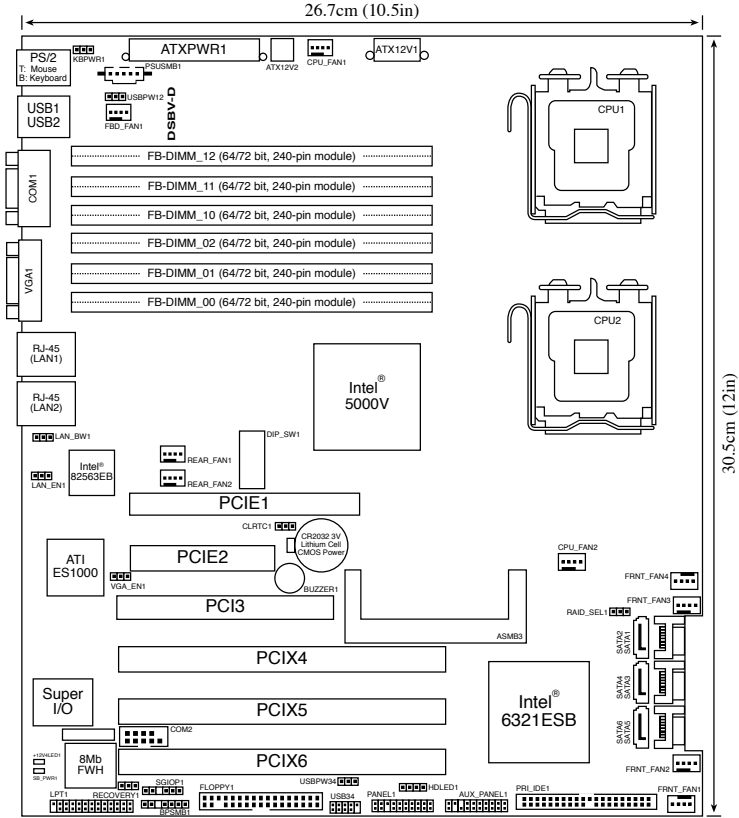 26.7cm (10.5in)
PS/2
T: Mouse
B: Keyboard
KBPWR1
ATXPWR1
PSUSMB1
ATX12V2
CPU_FAN1
ATX12V1
USBPW12
FBD_FAN1
DSBV-D
USB1
USB2
CPU1
COM1
FB-DIMM_12 (64/72 bit, 240-pin module)
FB-DIMM_11 (64/72 bit, 240-pin module)
FB-DIMM_10 (64/72 bit, 240-pin module)
FB-DIMM_02 (64/72 bit, 240-pin module)
FB-DIMM_01 (64/72 bit, 240-pin module)
FB-DIMM_00 (64/72 bit, 240-pin module)
VGA1
CPU2
RJ-45
(LAN1)
RJ-45
(LAN2)
Intel®
5000V
30.5cm (12in)
LAN_BW1
DIP_SW1
REAR_FAN1
REAR_FAN2
Intel®
82563EB
LAN_EN1
PCIE1
CLRTC1
CR2032 3V
Lithium Cell
CMOS Power
PCIE2
ATI
ES1000
VGA_EN1
BUZZER1
CPU_FAN2
FRNT_FAN4
FRNT_FAN3
RAID_SEL1
PCI3
ASMB3
SATA2
SATA1
PCIX4
SATA4
SATA3
Intel®
6321ESB
Super
I/O
PCIX5
SATA6
SATA5
COM2
PCIX6
+12V4LED1
SB_PWR1
8Mb
FWH
FRNT_FAN2
LPT1
RECOVERY1
SGIOP1
BPSMB1
FLOPPY1
USBPW34
USB34
PANEL1
HDLED1
AUX_PANEL1
PRI_IDE1
FRNT_FAN1